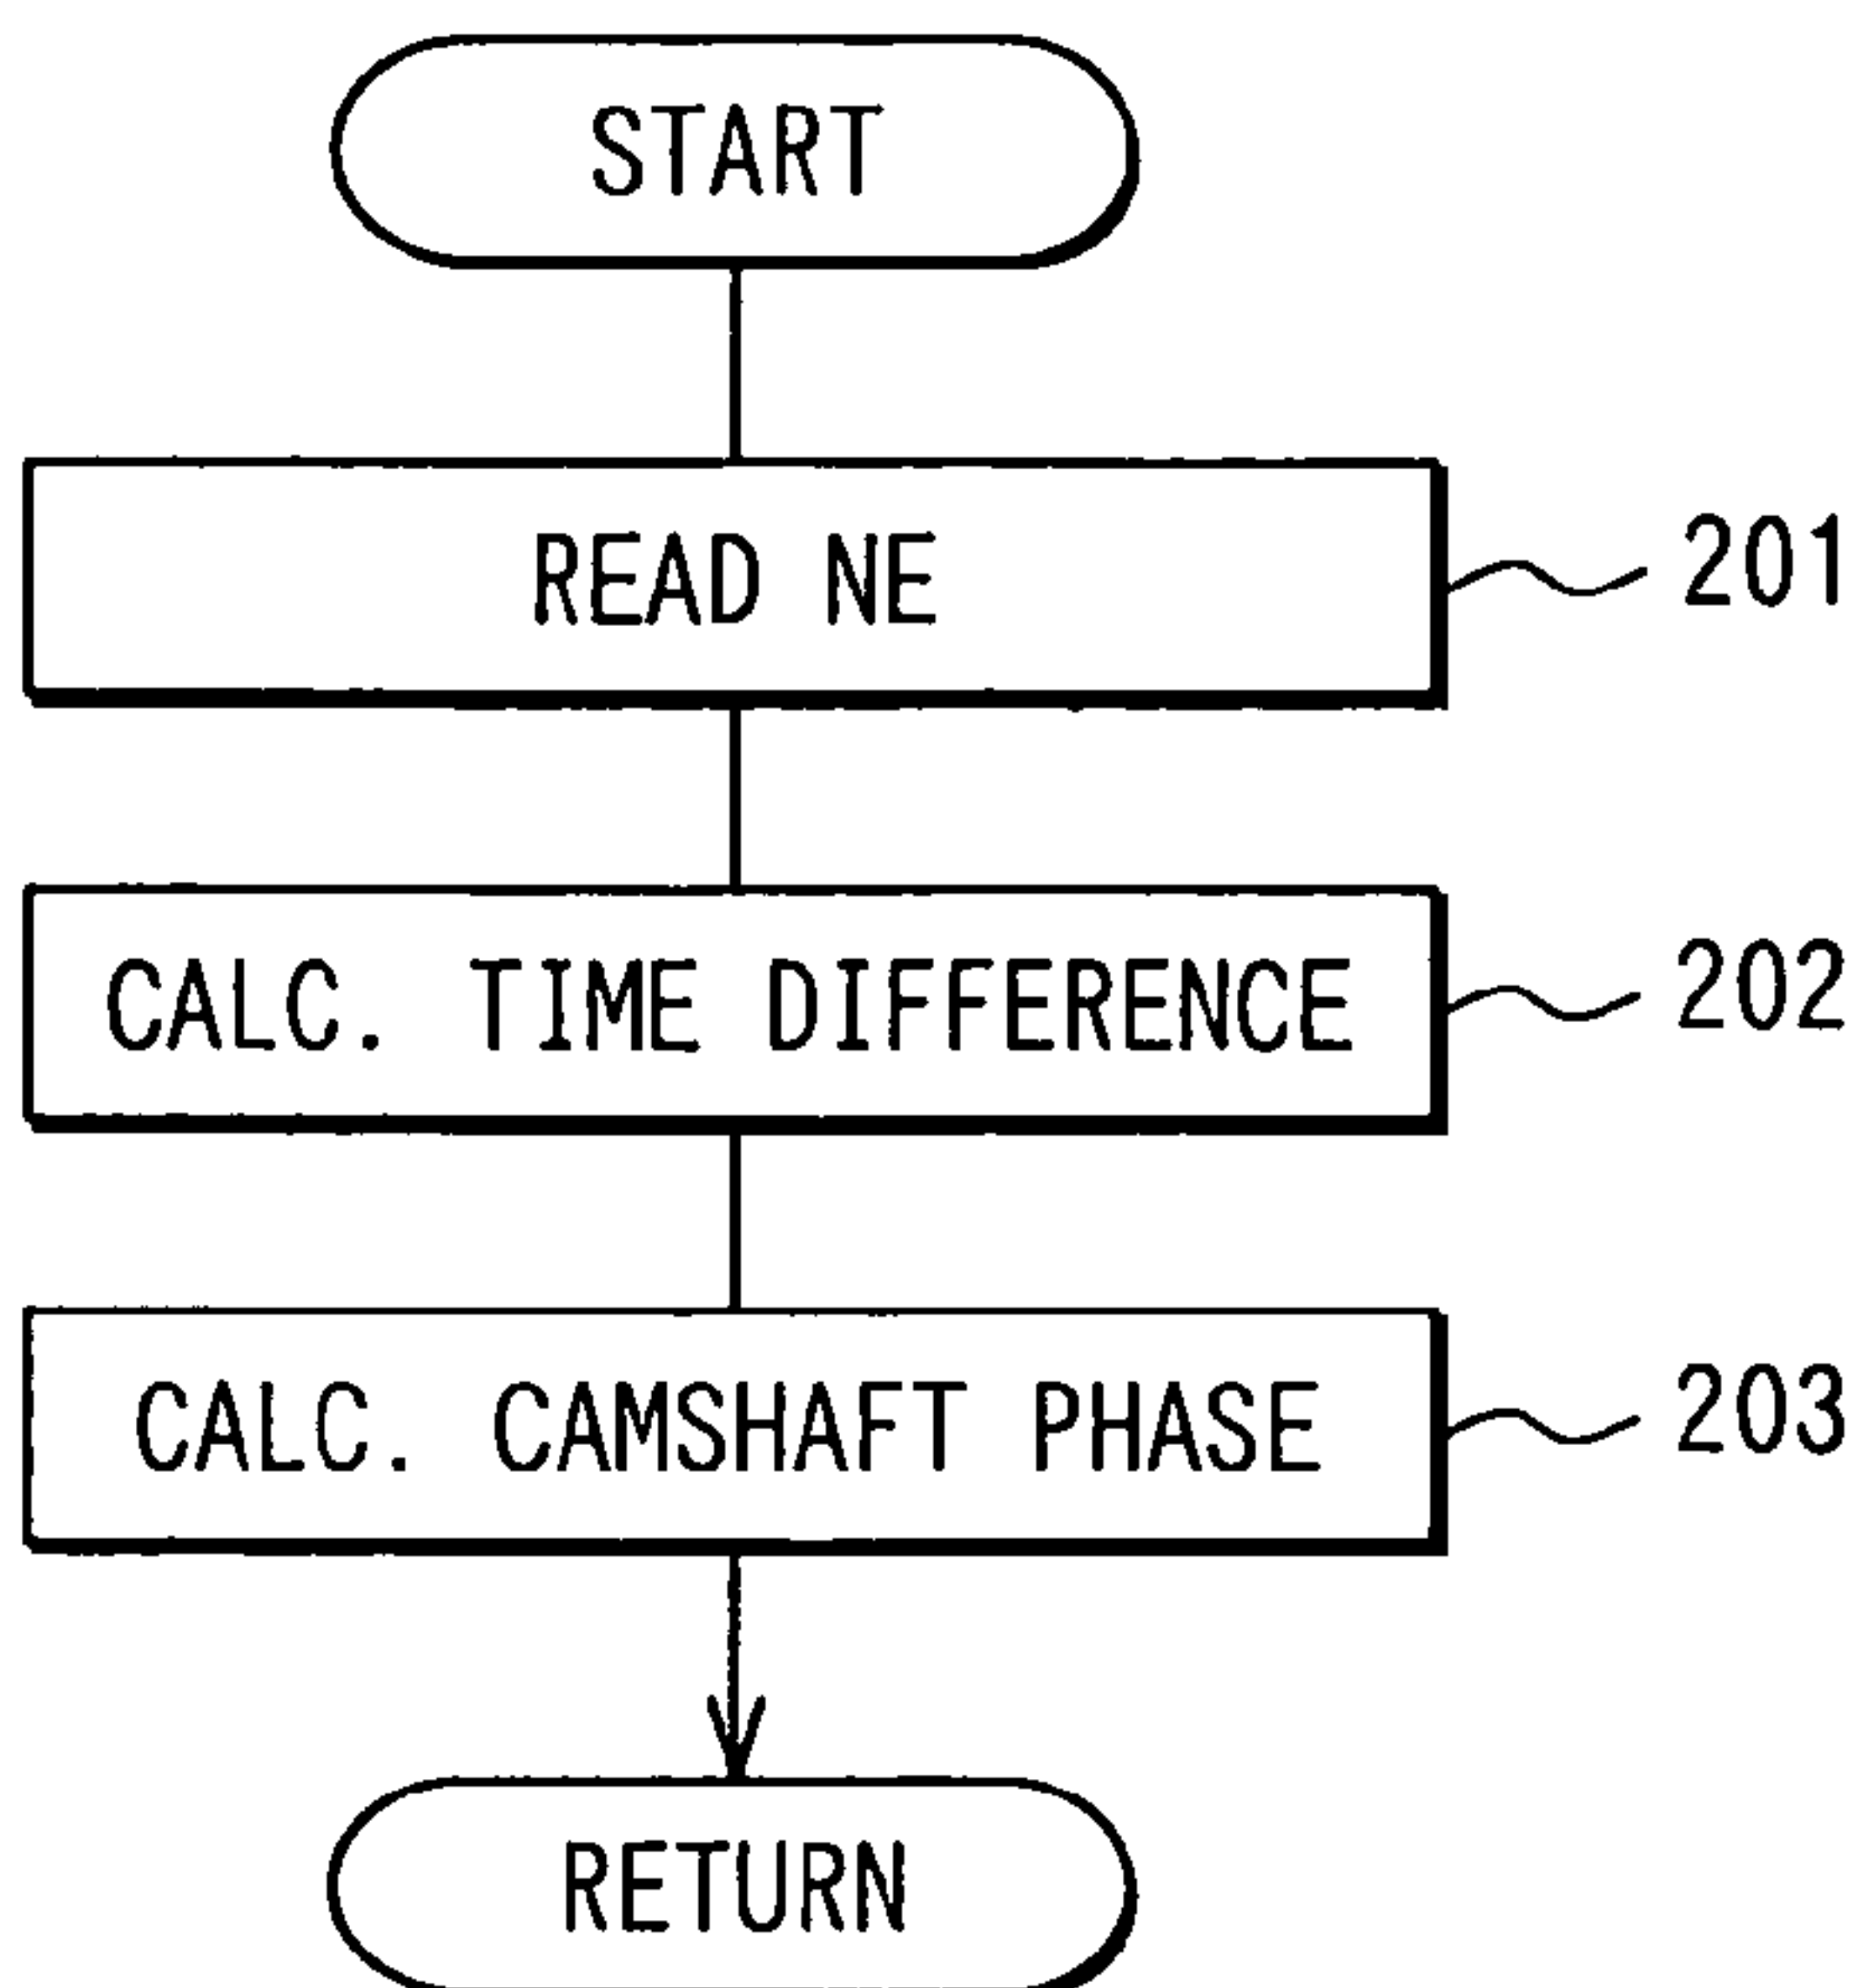 START
READ NE
201
CALC. TIME DIFFERENCE
202
CALC. CAMSHAFT PHASE
203
RETURN